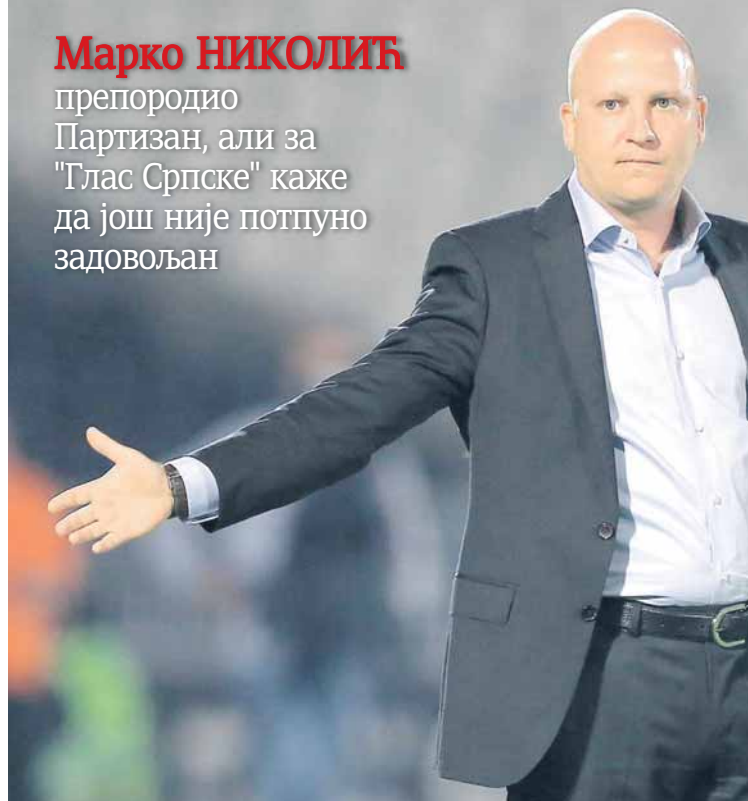 Марко НИКОЛИЋ
препородио
Партизан, али за
"Глас Српске" каже
да још није потпуно
задовољан